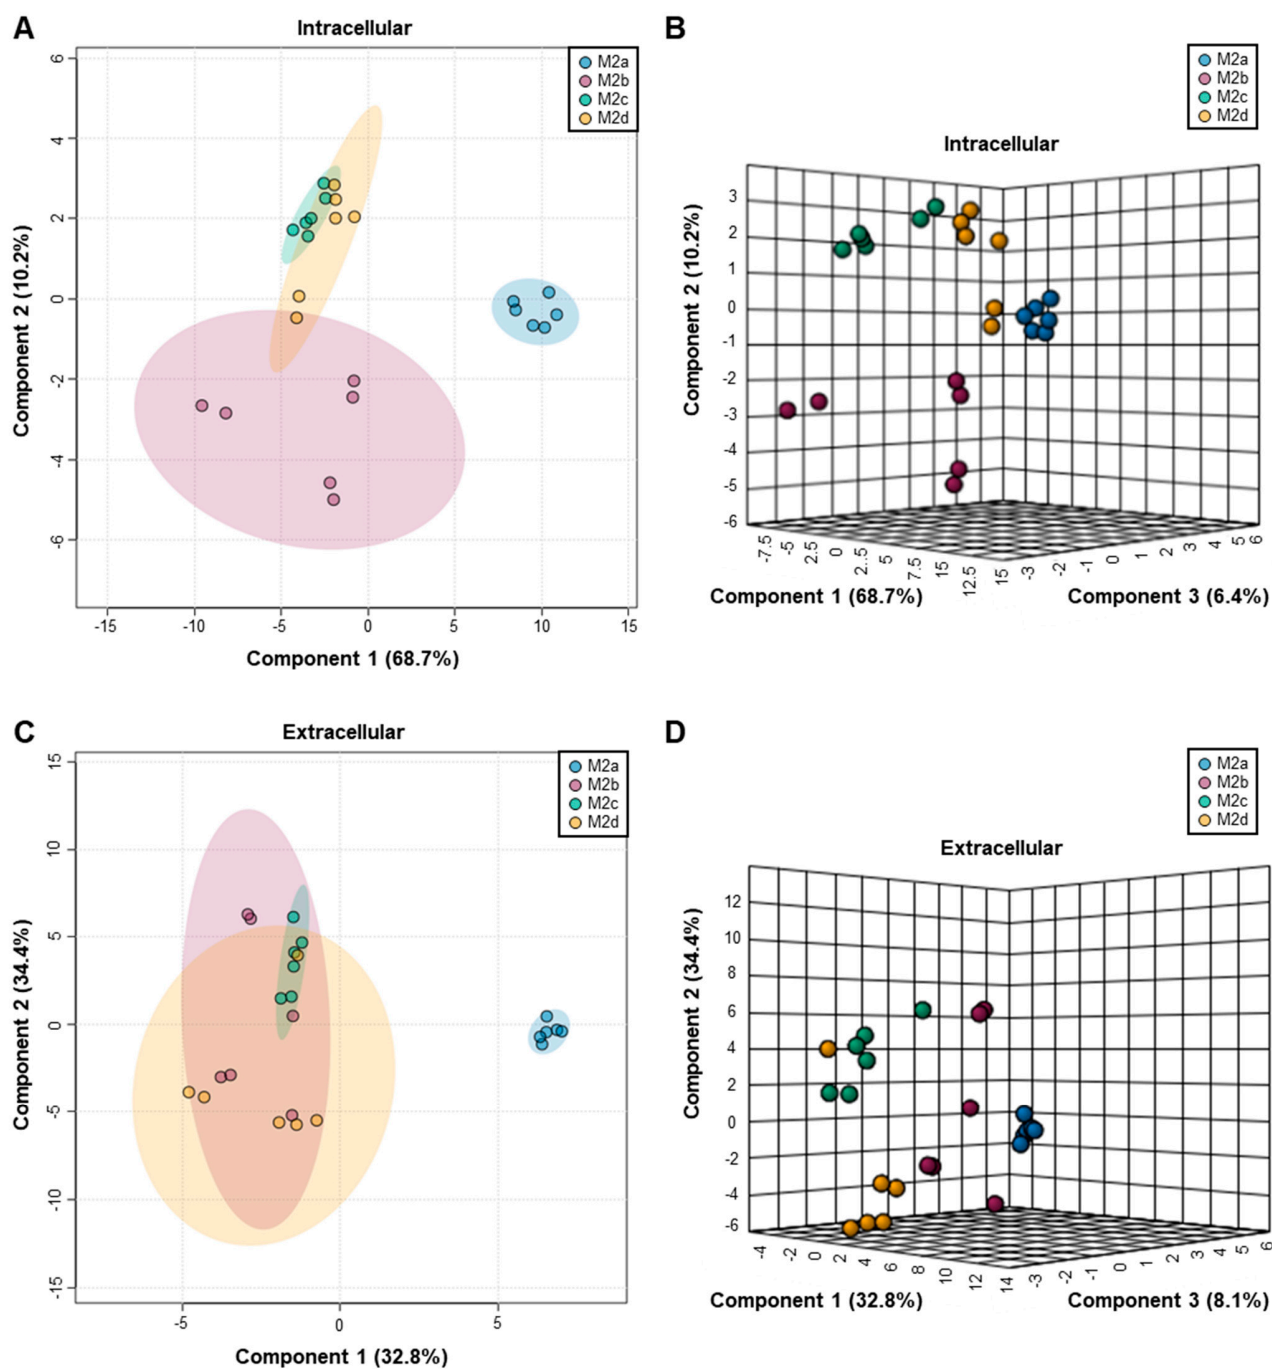 A
Intracellular
M2a
M2b
M2c
M2d
6
4
2
0
-2
-4
-6
Component 2 (10.2%)
-15
-10
-5
0
5
10
15
Component 1 (68.7%)
B
M2a
M2b
M2c
M2d
Intracellular
3
2
1
0
-1
-2
-3
-4
-5
-6
Component 2 (10.2%)
-7.5
-5
2.5
0
2.5
5
7.5
15
12.5
15
-3
-2
-1
0
2
3
4
5
6
Component 1 (68.7%)
Component 3 (6.4%)
C
Extracellular
M2a
M2b
M2c
M2d
15
10
5
0
-5
-10
-15
Component 2 (34.4%)
-5
0
5
Component 1 (32.8%)
D
M2a
M2b
M2c
M2d
Extracellular
12
10
8
6
4
2
0
-2
-4
-6
Component 2 (34.4%)
-4
-2
0
2
4
6
8
10
12
14
-3
-2
-1
0
1
2
3
4
5
6
Component 1 (32.8%)
Component 3 (8.1%)